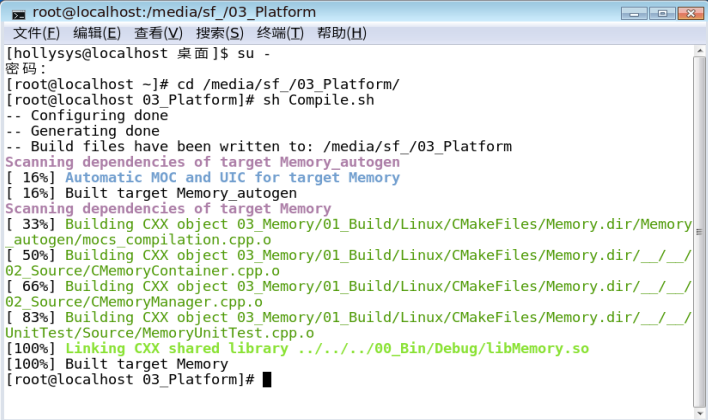 root@localhost:/media/sf_/03_Platform
文件(F) 编辑(E) 查看(V) 搜索(S) 终端(T) 帮助(H)
[hollysys@localhost 桌面]$ su -
密码：
[root@localhost ~]# cd /media/sf_/03_Platform/
[root@localhost 03_Platform]# sh Compile.sh
-- Configuring done
-- Generating done
-- Build files have been written to: /media/sf_/03_Platform
Scanning dependencies of target Memory_autogen
[ 16%] Automatic MOC and UIC for target Memory
[ 16%] Built target Memory_autogen
Scanning dependencies of target Memory
[ 33%] Building CXX object 03_Memory/01_Build/Linux/CMakeFiles/Memory.dir/Memory
_autogen/mocs_compilation.cpp.o
[ 50%] Building CXX object 03_Memory/01_Build/Linux/CMakeFiles/Memory.dir/__/__/
02_Source/CMemoryContainer.cpp.o
[ 66%] Building CXX object 03_Memory/01_Build/Linux/CMakeFiles/Memory.dir/__/__/
02_Source/CMemoryManager.cpp.o
[ 83%] Building CXX object 03_Memory/01_Build/Linux/CMakeFiles/Memory.dir/__/__/
UnitTest/Source/MemoryUnitTest.cpp.o
[100%] Linking CXX shared library ../../../00_Bin/Debug/libMemory.so
[100%] Built target Memory
[root@localhost 03_Platform]#